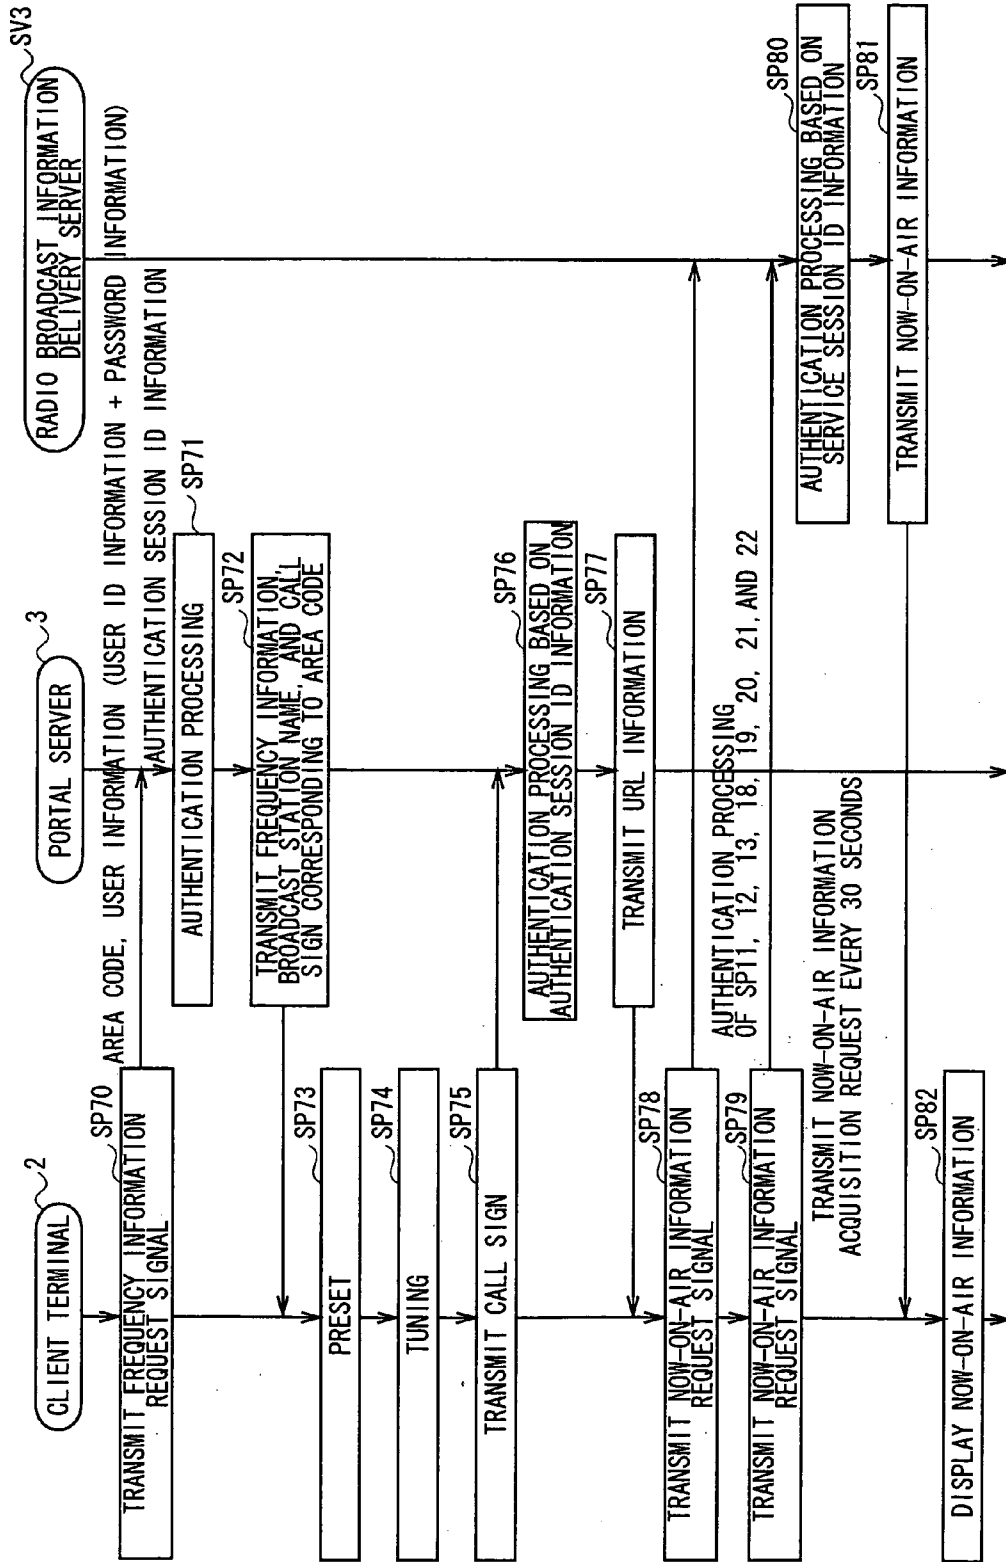 CLIENT TERMINAL
2
PORTAL SERVER
3
RADIO BROADCAST INFORMATION
DELIVERY SERVER
SV3
SP70
TRANSMIT FREQUENCY INFORMATION
REQUEST SIGNAL
AREA CODE, USER INFORMATION (USER ID INFORMATION + PASSWORD INFORMATION)
AUTHENTICATION SESSION ID INFORMATION
SP71
AUTHENTICATION PROCESSING
SP72
TRANSMIT FREQUENCY INFORMATION,
BROADCAST STATION NAME, AND CALL
SIGN CORRESPONDING TO AREA CODE
SP73
PRESET
SP74
TUNING
SP75
TRANSMIT CALL SIGN
SP76
AUTHENTICATION PROCESSING BASED ON
AUTHENTICATION SESSION ID INFORMATION
SP77
TRANSMIT URL INFORMATION
SP78
TRANSMIT NOW-ON-AIR INFORMATION
REQUEST SIGNAL
AUTHENTICATION PROCESSING
OF SP11, 12, 13, 18, 19, 20, 21, AND 22
SP79
TRANSMIT NOW-ON-AIR INFORMATION
REQUEST SIGNAL
SP80
AUTHENTICATION PROCESSING BASED ON
SERVICE SESSION ID INFORMATION
TRANSMIT NOW-ON-AIR INFORMATION
ACQUISITION REQUEST EVERY 30 SECONDS
SP81
TRANSMIT NOW-ON-AIR INFORMATION
SP82
DISPLAY NOW-ON-AIR INFORMATION